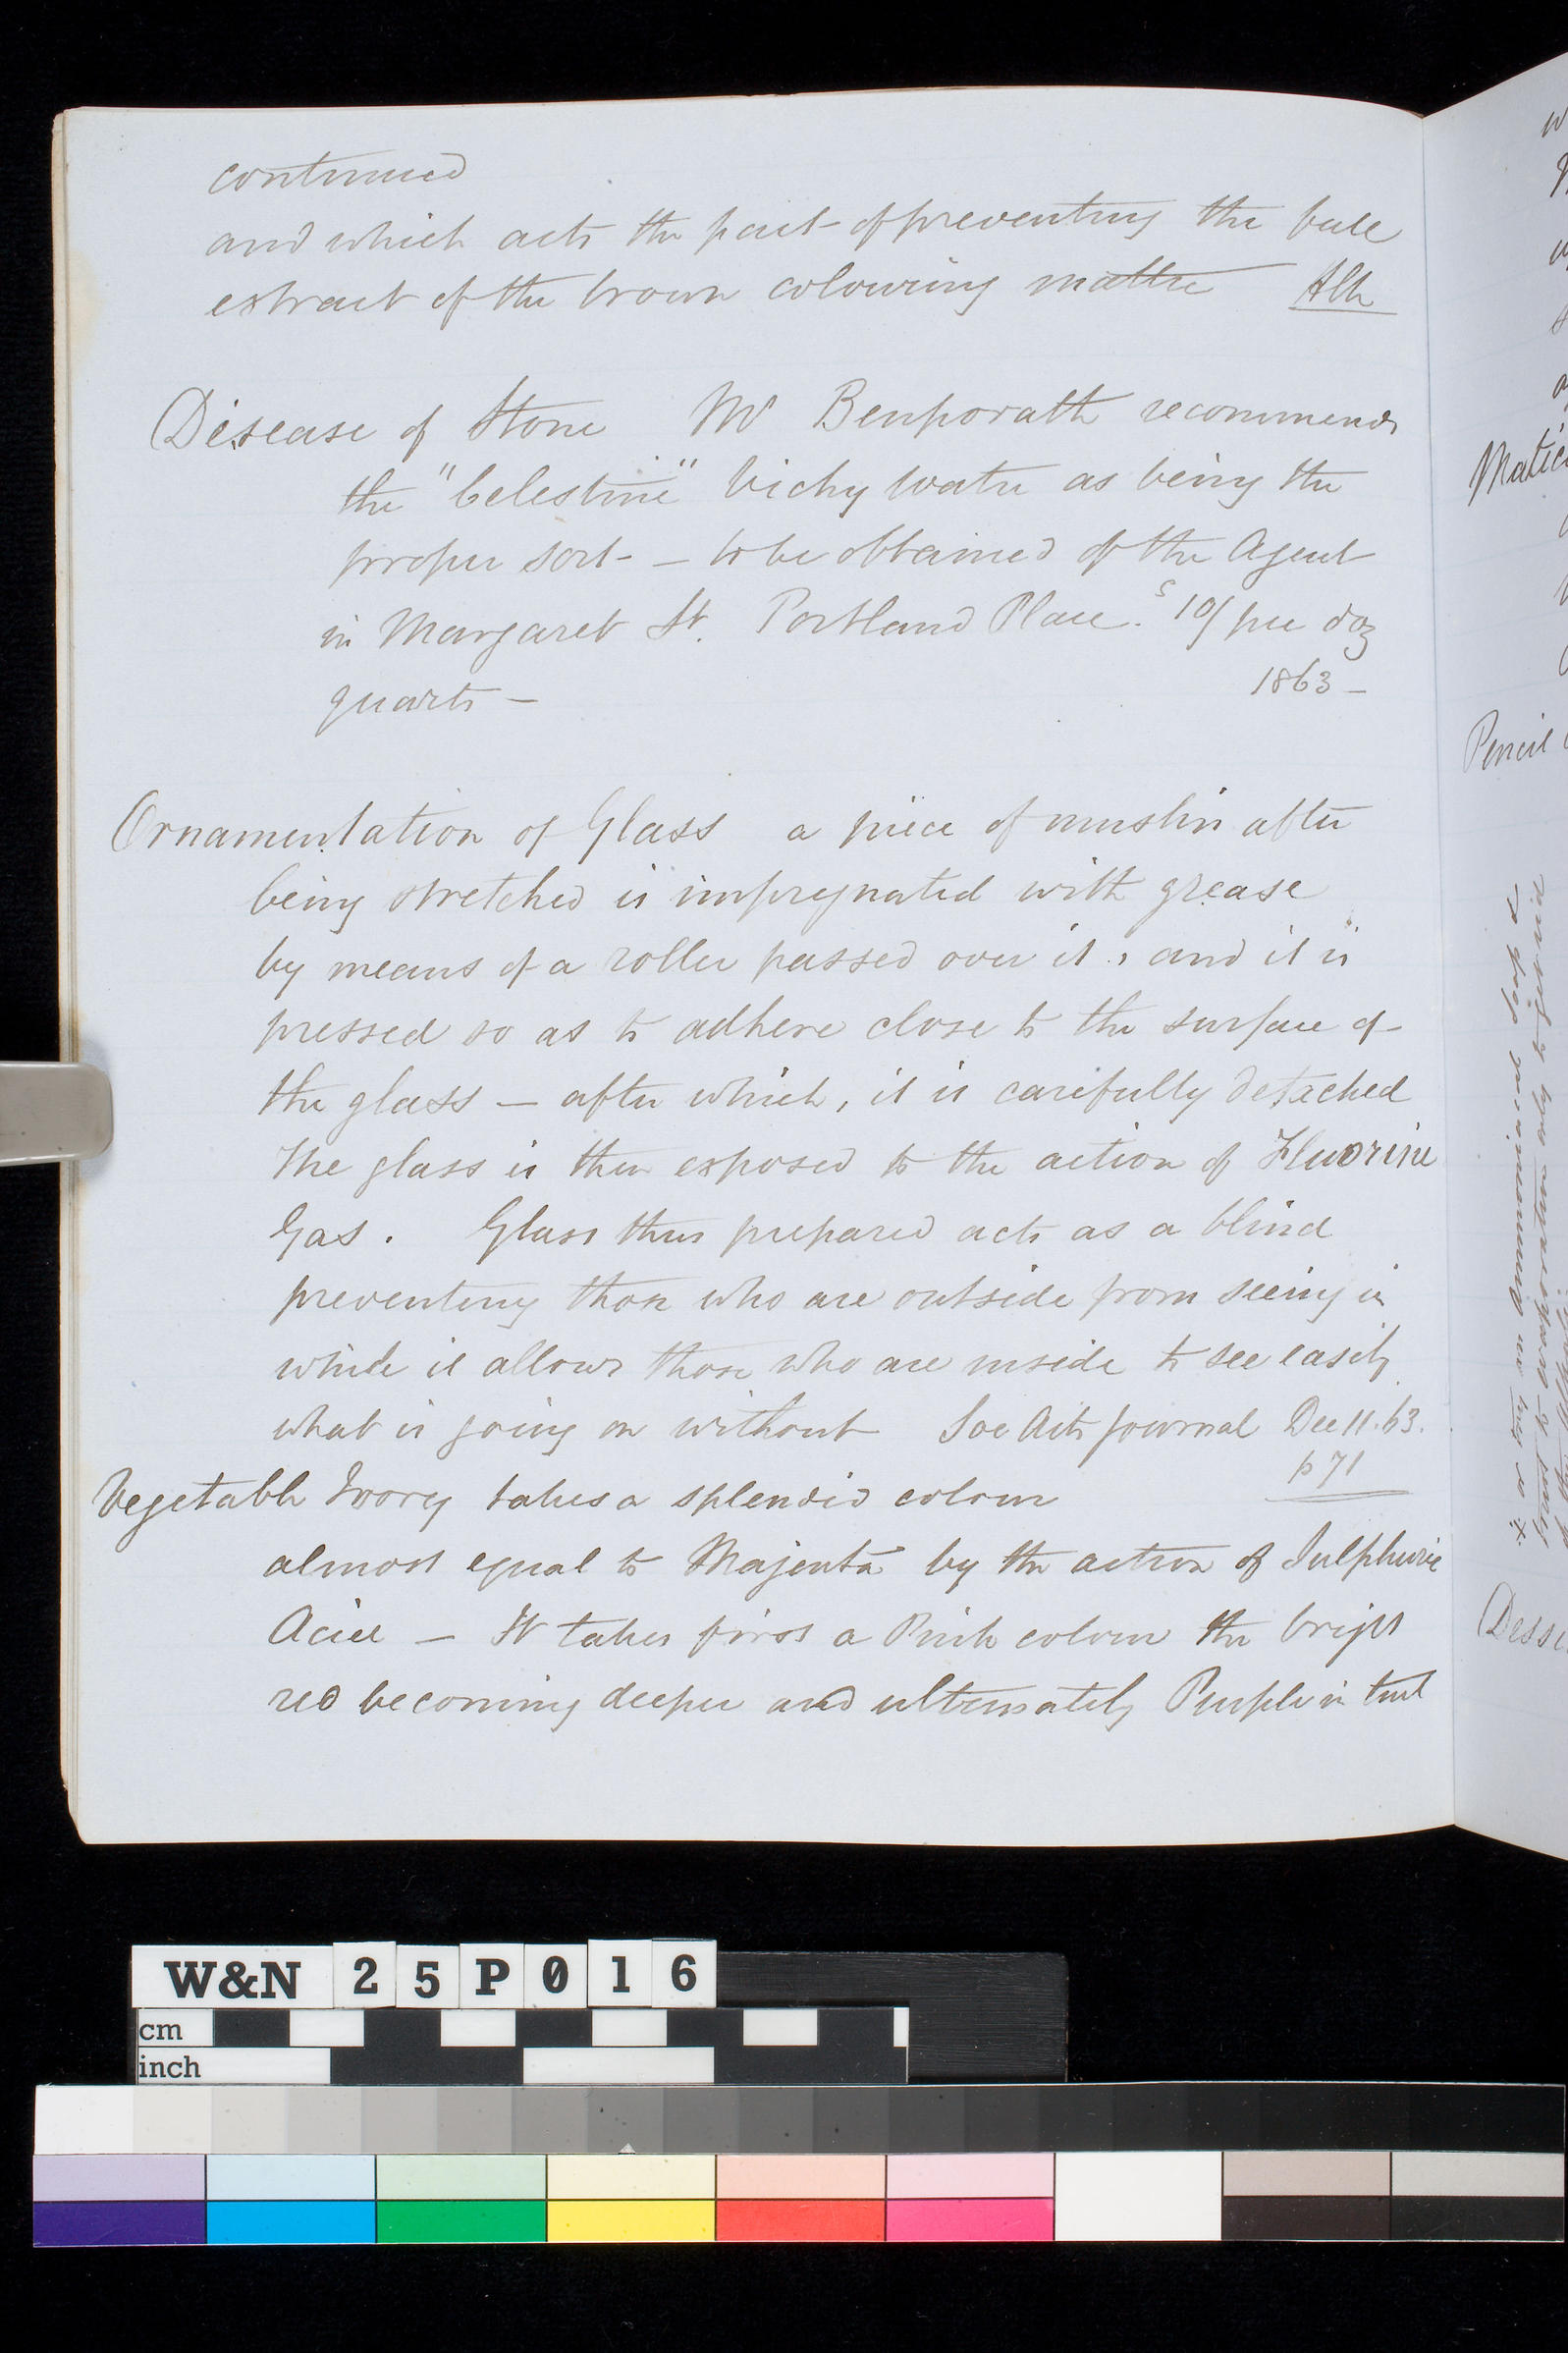 continued
and which acts the part of preventing the full
extract of the brown colouring matter
Disease of Stone Mr Benporath recommends
the "Celestine" Vichy Water as being the
proper sort - to be obtained of the Agent
in Margaret St. Portland Place. 10/ per doz
quarts - 1863 -
Ornamentation of Glass a piece of muslin after
being stretched is impregnated with grease
by means of a roller passed over it, and it is
pressed so as to adhere close to the surface of
the glass - after which, it is carefully detached
The glass is then exposed to the action of Fluorine
Gas. Glass thus prepared acts as a blind
preventing those who are outside from seeing in
while it allows those who are inside to see easily
what is going on without Soc Arts Journal Dec 11. 63.
p 71
Vegetable Ivory takes a splendid colour
almost equal to Majenta by the action of Sulphuric
Acid - It takes first a Pink colour the bright
red becoming deeper and ultimately Purple in tint
Pencil
W&N 25P016
cm
inch